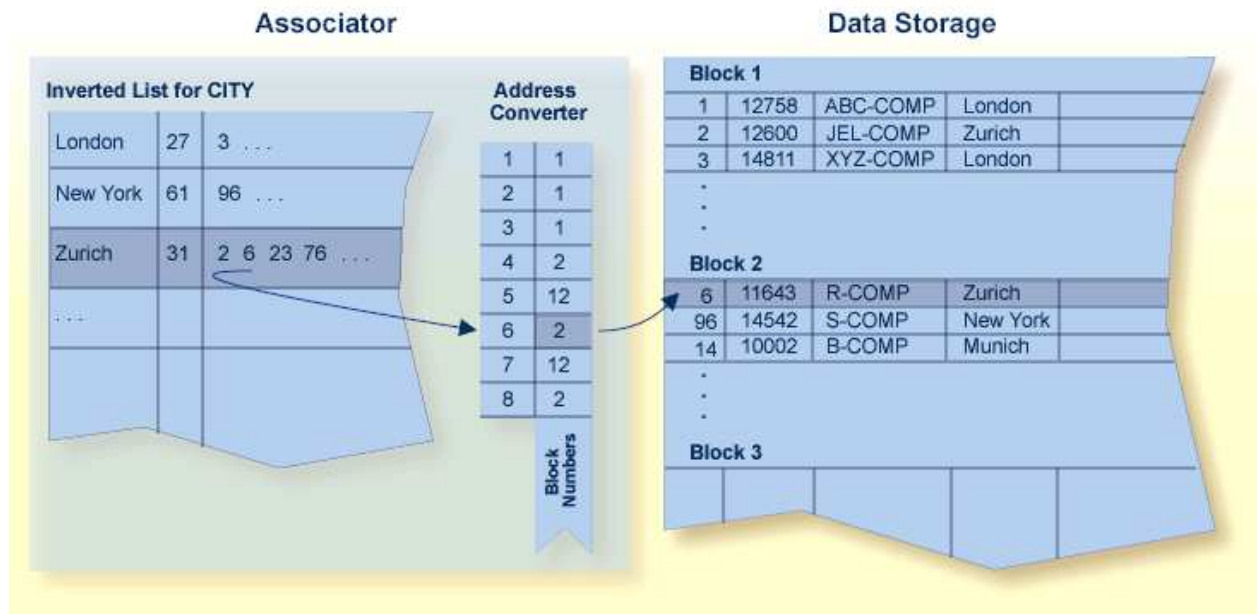 Associator
Data Storage
Inverted List for CITY
London 27 3 ...
New York 61 96 ...
Zurich 31 2 6 23 76 ...
...
Address
Converter
1 1
2 1
3 1
4 2
5 12
6 2
7 12
8 2
Block
Numbers
Block 1
1 12758 ABC-COMP London
2 12600 JEL-COMP Zurich
3 14811 XYZ-COMP London
Block 2
6 11643 R-COMP Zurich
96 14542 S-COMP New York
14 10002 B-COMP Munich
Block 3